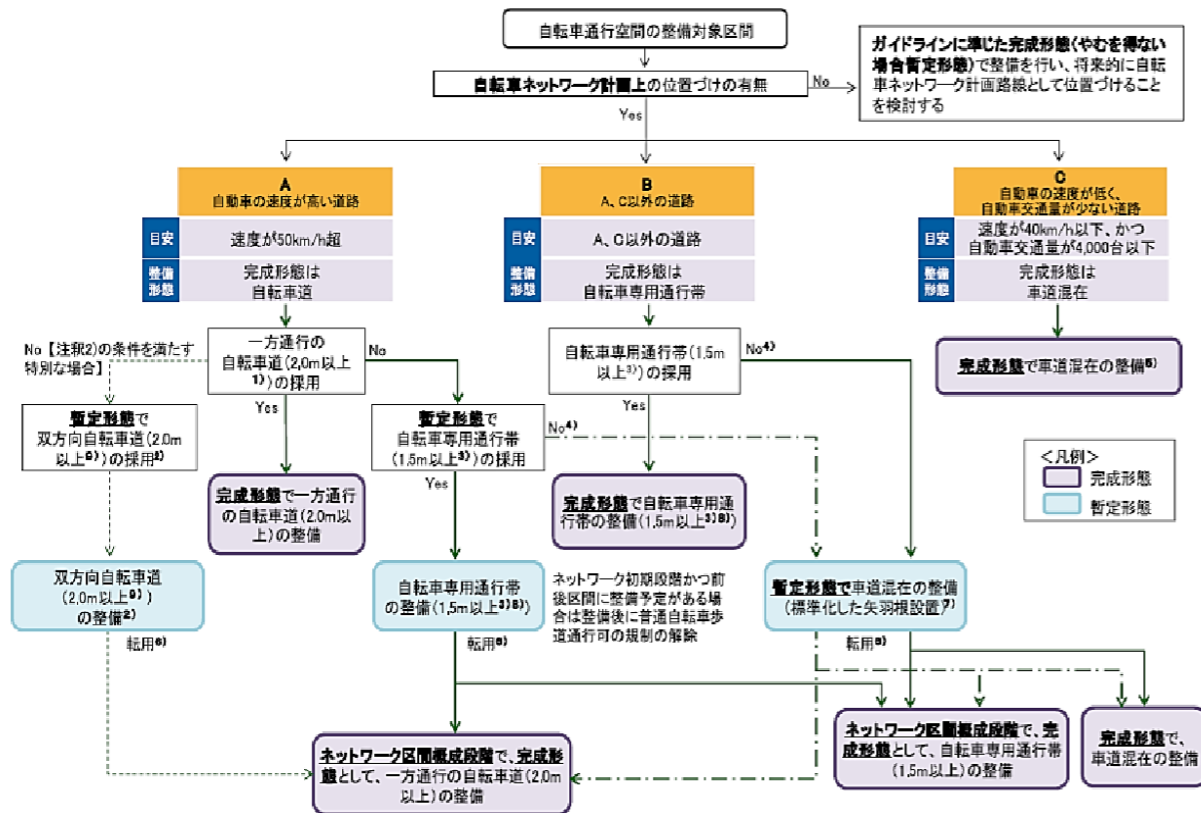 自転車通行空間の整備対象区間
自転車ネットワーク計画上の位置づけの有無
No
ガイドラインに準じた完成形態(やむを得ない
場合暫定形態)で整備を行い、将来的に自転
車ネットワーク計画路線として位置づけること
を検討する
Yes
A
自動車の速度が高い道路
目安
速度が50km/h超
整備
形態
完成形態は
自転車道
B
A、C以外の道路
目安
A、C以外の道路
整備
形態
完成形態は
自転車専用通行帯
C
自動車の速度が低く、
自動車交通量が少ない道路
目安
速度が40km/h以下、かつ
自動車交通量が4,000台以下
整備
形態
完成形態は
車道混在
No【注釈2)の条件を満たす
特別な場合】
一方通行の
自転車道(2,0m以上
1))の採用
No
Yes
自転車専用通行帯(1.5m
以上3))の採用
No4)
Yes
完成形態で車道混在の整備5)
暫定形態で
双方向自転車道(2.0m
以上9))の採用2)
暫定形態で
自転車専用通行帯
(1.5m以上3))の採用
No4)
Yes
完成形態で一方通行
の自転車道(2.0m以
上)の整備
完成形態で自転車専用通
行帯の整備(1,5m以上3)8))
<凡例>
完成形態
暫定形態
双方向自転車道
(2,0m以上9))
の整備2)
自転車専用通行帯
の整備(1,5m以上3)8))
ネットワーク初期段階かつ前
後区間に整備予定がある場
合は整備後に普通自転車歩
道通行可の規制の解除
暫定形態で車道混在の整備
(標準化した矢羽根設置)7)
転用6)
転用6)
転用6)
ネットワーク区間概成段階で、完成形
態として、一方通行の自転車道(2.0m
以上)の整備
ネットワーク区間概成段階で、完
成形態として、自転車専用通行帯
(1.5m以上)の整備
完成形態で、
車道混在の整備